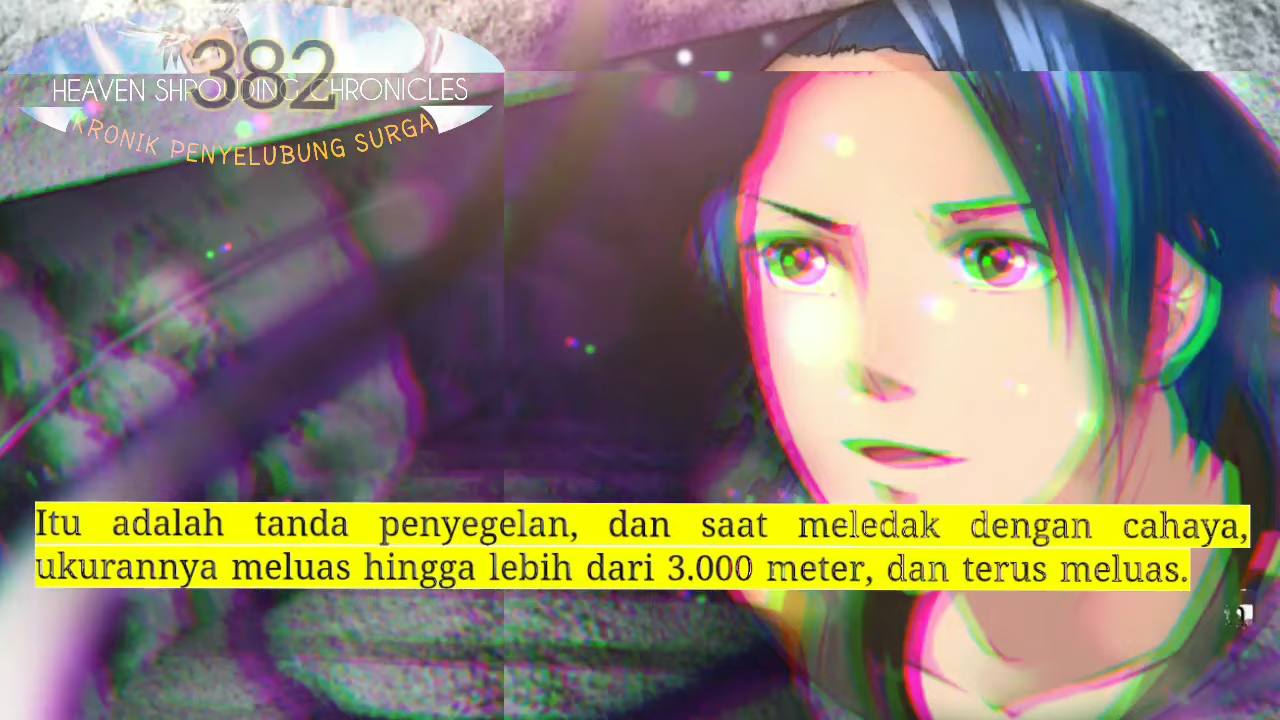 382
HEAVEN SHROUDING CHRONICLES
KRONIK PENYELUBUNG SURGA
Itu adalah tanda penyegelan, dan saat meledak dengan cahaya,
ukurannya meluas hingga lebih dari 3.000 meter, dan terus meluas.